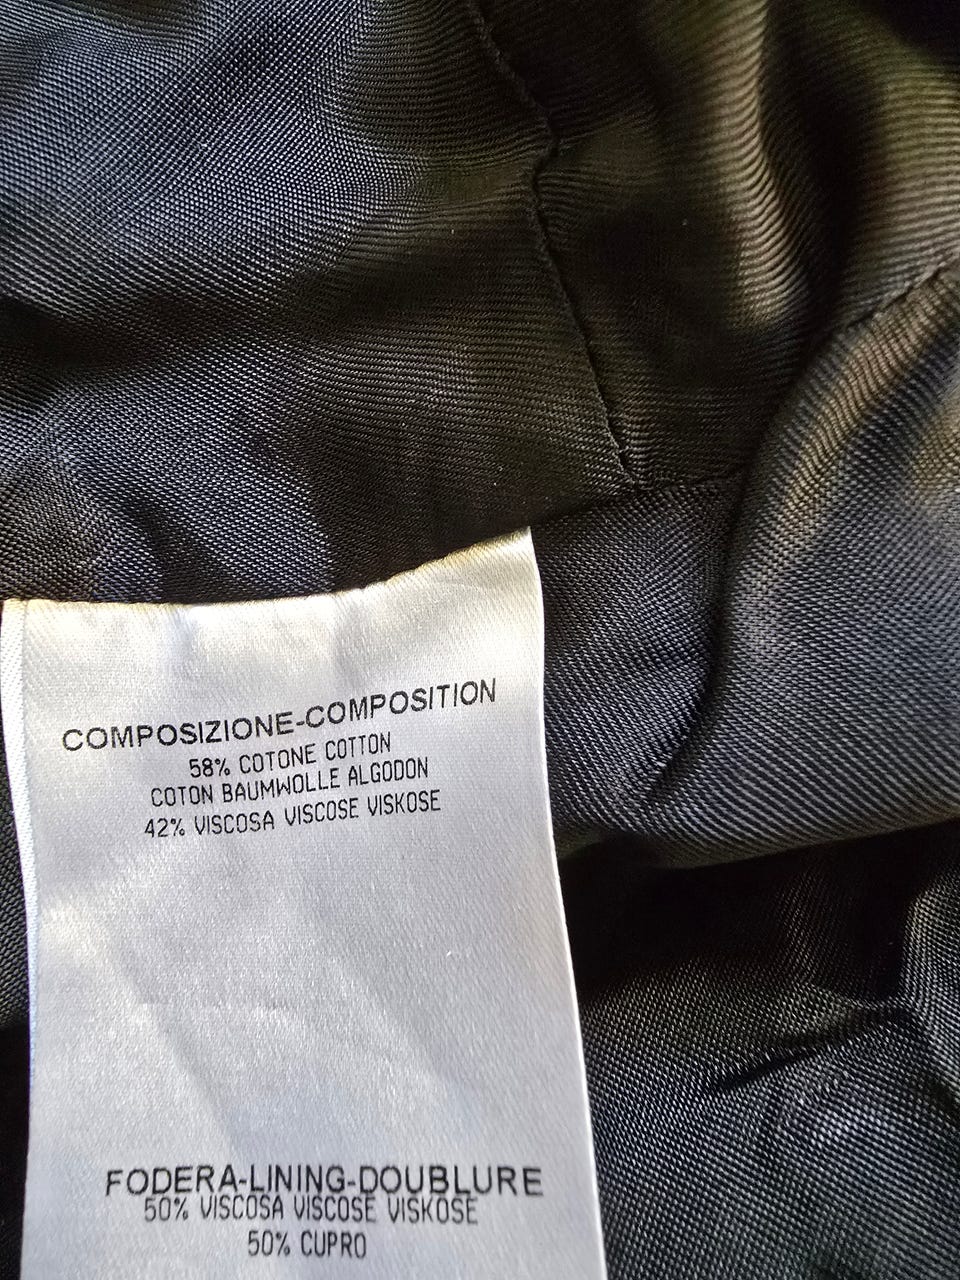 COMPOSIZIONE-COMPOSITION
58% COTONE COTTON
COTON BAUMWOLLE ALGODON
42% VISCOSA VISCOSE VISKOSE
FODERA-LINING-DOUBLURE
50% VISCOSA VISCOSE VISKOSE
50% CUPRO